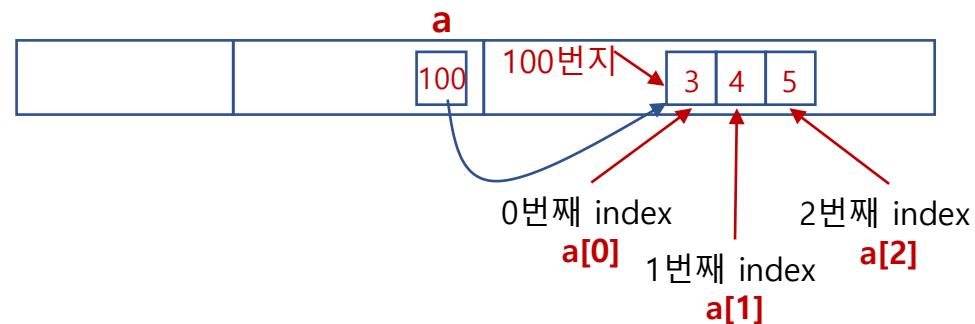 a
100
100번지
3 4 5
0번째 index
a[0]
1번째 index
a[1]
2번째 index
a[2]